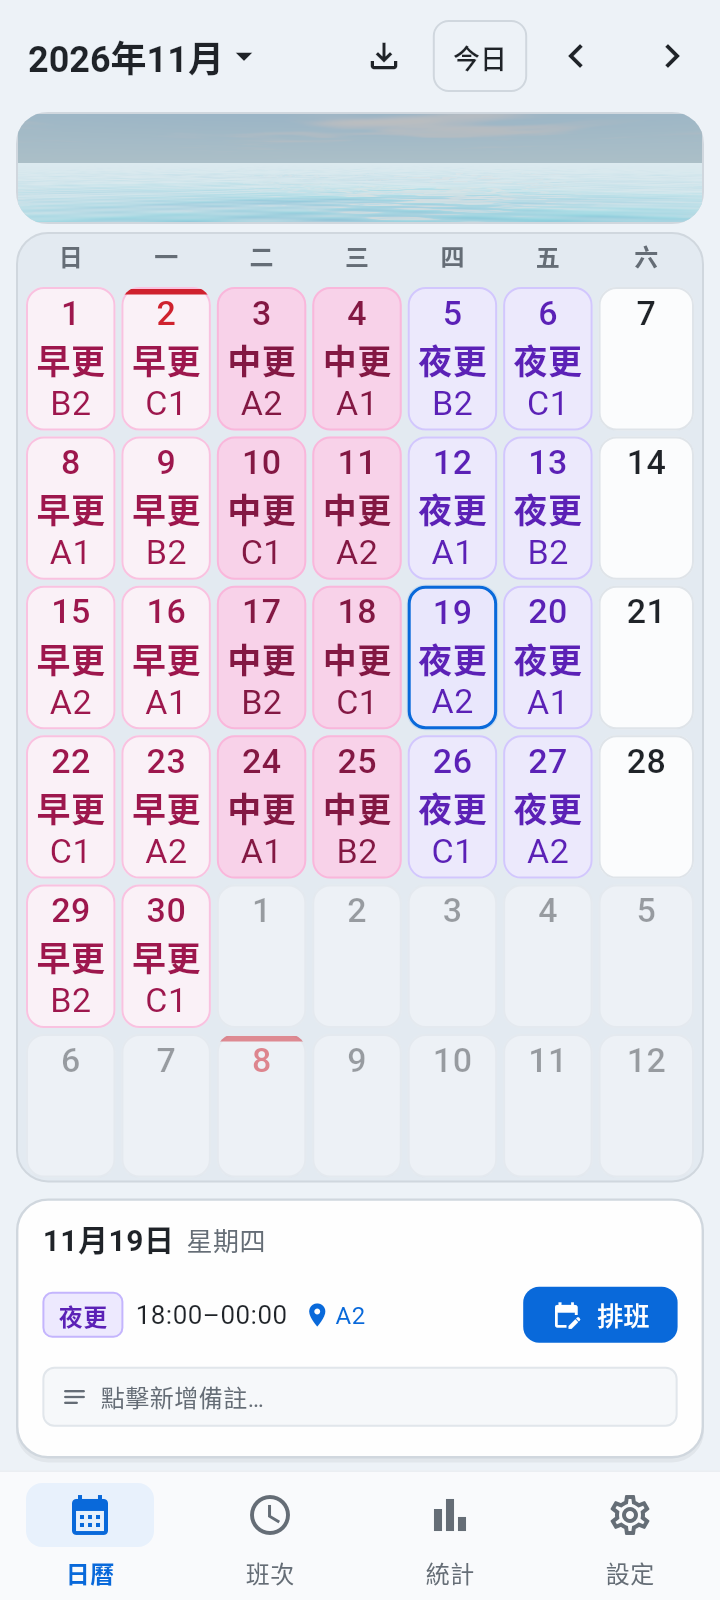 2026年11月
今日
日 一 二 三 四 五 六
1 2 3 4 5 6 7
早更 早更 中更 中更 夜更 夜更
B2 C1 A2 A1 B2 C1
8 9 10 11 12 13 14
早更 早更 中更 中更 夜更 夜更
A1 B2 C1 A2 A1 B2
15 16 17 18 19 20 21
早更 早更 中更 中更 夜更 夜更
A2 A1 B2 C1 A2 A1
22 23 24 25 26 27 28
早更 早更 中更 中更 夜更 夜更
C1 A2 A1 B2 C1 A2
29 30 1 2 3 4 5
早更 早更
B2 C1
6 7 8 9 10 11 12
11月19日 星期四
夜更 18:00–00:00 A2 排班
點擊新增備註…
日曆 班次 統計 設定